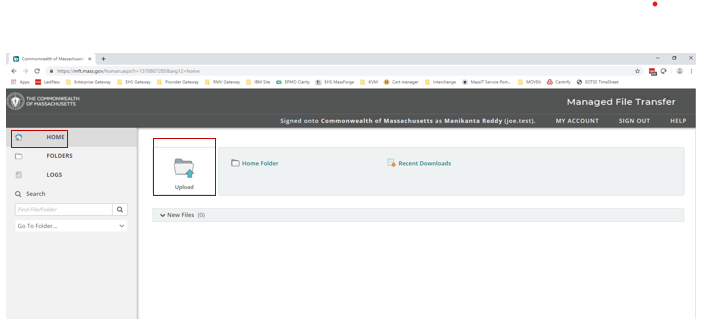 Commonwealth of Massachuset
https://mft.mass.gov/human.aspx?r=1370807285&arg12=home
Apps LastPass Enterprise Gateway EHS Gateway Provider Gateway RMV Gateway IBM Site EPMO Clarity EHS MassForge KVM Cert manager Interchange MassIT Service Port... MOVEit Centrify EOTSS TimeSheet
THE COMMONWEALTH
OF MASSACHUSETTS
Managed File Transfer
Signed onto Commonwealth of Massachusetts as Manikanta Reddy (joe.test). MY ACCOUNT SIGN OUT HELP
HOME
FOLDERS
LOGS
Search
Find File/Folder
Go To Folder...
Upload
Home Folder
Recent Downloads
New Files (0)